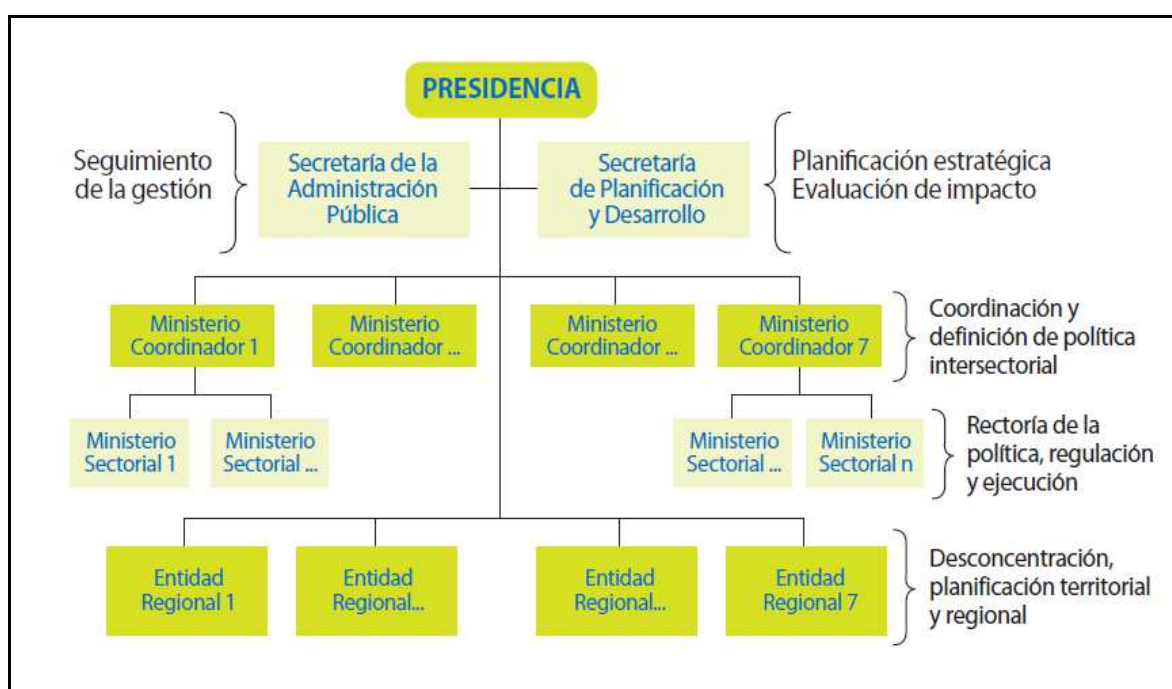 PRESIDENCIA
Seguimiento
de la gestión
Secretaría de la
Administración
Pública
Secretaría
de Planificación
y Desarrollo
Planificación estratégica
Evaluación de impacto
Ministerio
Coordinador 1
Ministerio
Coordinador ...
Ministerio
Coordinador ...
Ministerio
Coordinador 7
Coordinación y
definición de política
intersectorial
Ministerio
Sectorial 1
Ministerio
Sectorial ...
Ministerio
Sectorial ...
Ministerio
Sectorial n
Rectoría de la
política, regulación
y ejecución
Entidad
Regional 1
Entidad
Regional...
Entidad
Regional...
Entidad
Regional 7
Desconcentración,
planificación territorial
y regional